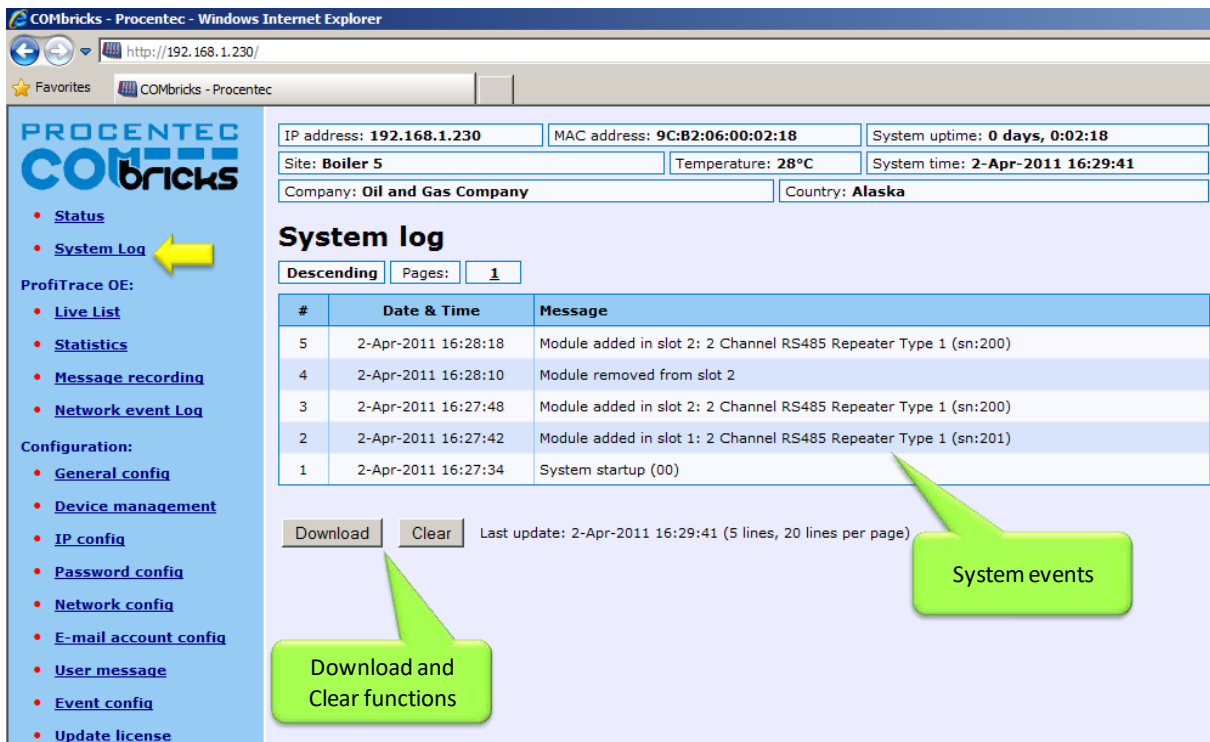 COMbricks - Procentec - Windows Internet Explorer
http://192.168.1.230/
Favorites
COMbricks - Procentec
PROCENTEC
COMbricks
Status
System Log
ProfiTrace OE:
Live List
Statistics
Message recording
Network event Log
Configuration:
General config
Device management
IP config
Password config
Network config
E-mail account config
User message
Event config
Update license
IP address: 192.168.1.230 MAC address: 9C:B2:06:00:02:18 System uptime: 0 days, 0:02:18
Site: Boiler 5 Temperature: 28°C System time: 2-Apr-2011 16:29:41
Company: Oil and Gas Company Country: Alaska
System log
Descending Pages: 1
# Date & Time Message
5 2-Apr-2011 16:28:18 Module added in slot 2: 2 Channel RS485 Repeater Type 1 (sn:200)
4 2-Apr-2011 16:28:10 Module removed from slot 2
3 2-Apr-2011 16:27:48 Module added in slot 2: 2 Channel RS485 Repeater Type 1 (sn:200)
2 2-Apr-2011 16:27:42 Module added in slot 1: 2 Channel RS485 Repeater Type 1 (sn:201)
1 2-Apr-2011 16:27:34 System startup (00)
Download Clear Last update: 2-Apr-2011 16:29:41 (5 lines, 20 lines per page)
System events
Download and
Clear functions